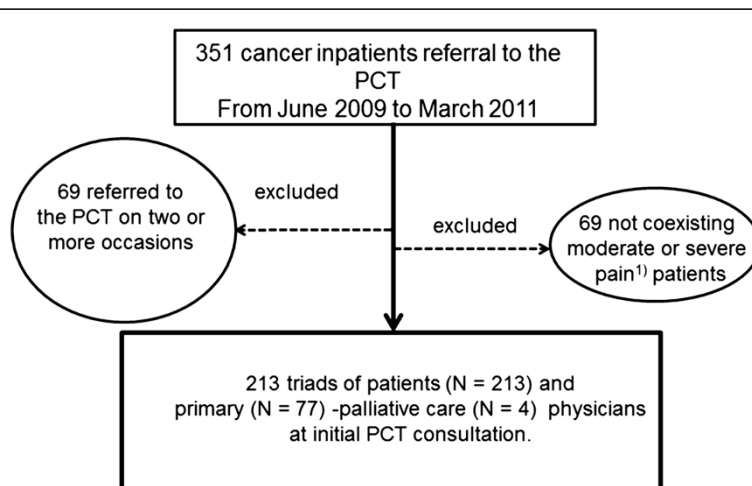 351 cancer inpatients referral to the
PCT
From June 2009 to March 2011
69 referred to
the PCT on two or
more occasions
excluded
excluded
69 not coexisting
moderate or severe
pain¹⁾ patients
213 triads of patients (N = 213) and
primary (N = 77) -palliative care (N = 4) physicians
at initial PCT consultation.